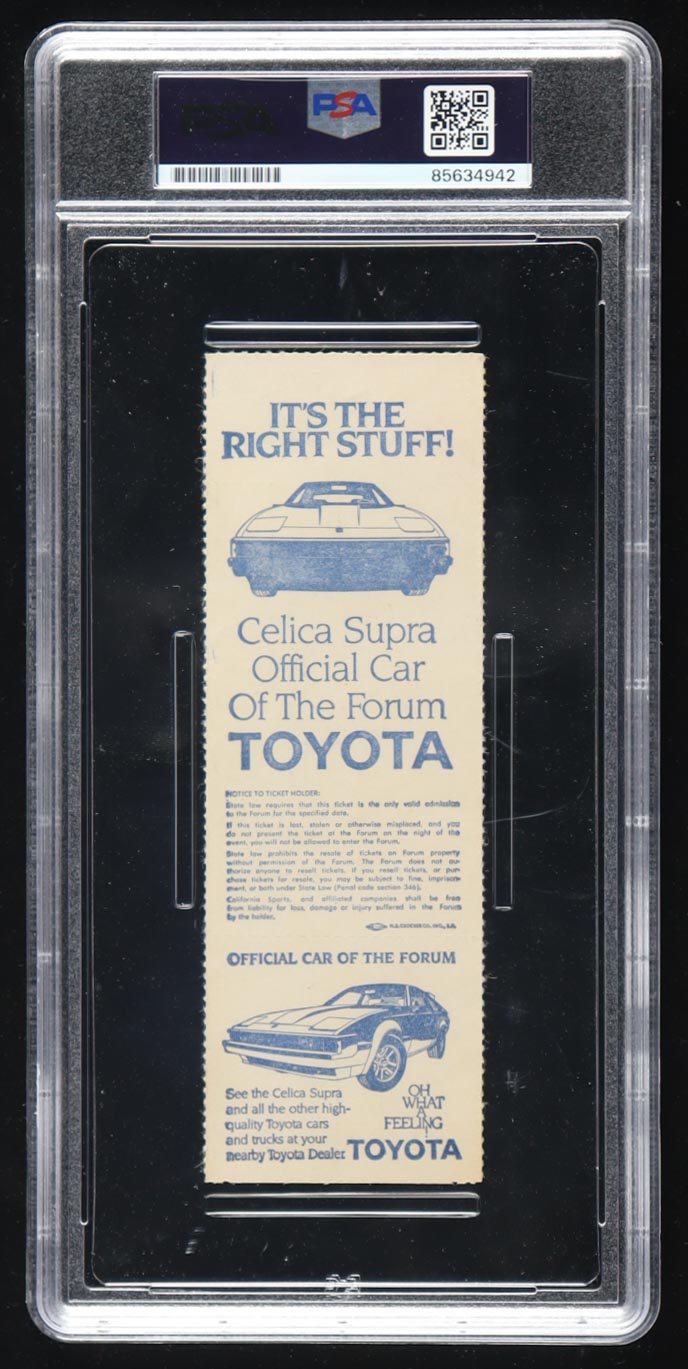 PSA
PSA
85634942
IT'S THE
RIGHT STUFF!
Celica Supra
Official Car
Of The Forum
TOYOTA
NOTICE TO TICKET HOLDER:
State law requires that this ticket is the only valid admission
to the Forum for the specified date.
If this ticket is lost, stolen or otherwise misplaced, and you
do not present the ticket at the Forum on the night of the
event, you will not be allowed to enter the Forum.
State law prohibits the resale of tickets on Forum property
without permission of the Forum. The Forum does not au-
thorize anyone to resell tickets. If you resell tickets, or pur-
chase tickets for resale, you may be subject to fine, imprison-
ment, or both under State Law (Penal code section 346).
California Sports, and affiliated companies shall be free
from liability for loss, damage or injury suffered in the Forum
by the holder.
OFFICIAL CAR OF THE FORUM
See the Celica Supra
and all the other high-
quality Toyota cars
and trucks at your
nearby Toyota Dealer.
OH
WHAT
A
FEELING
!
TOYOTA